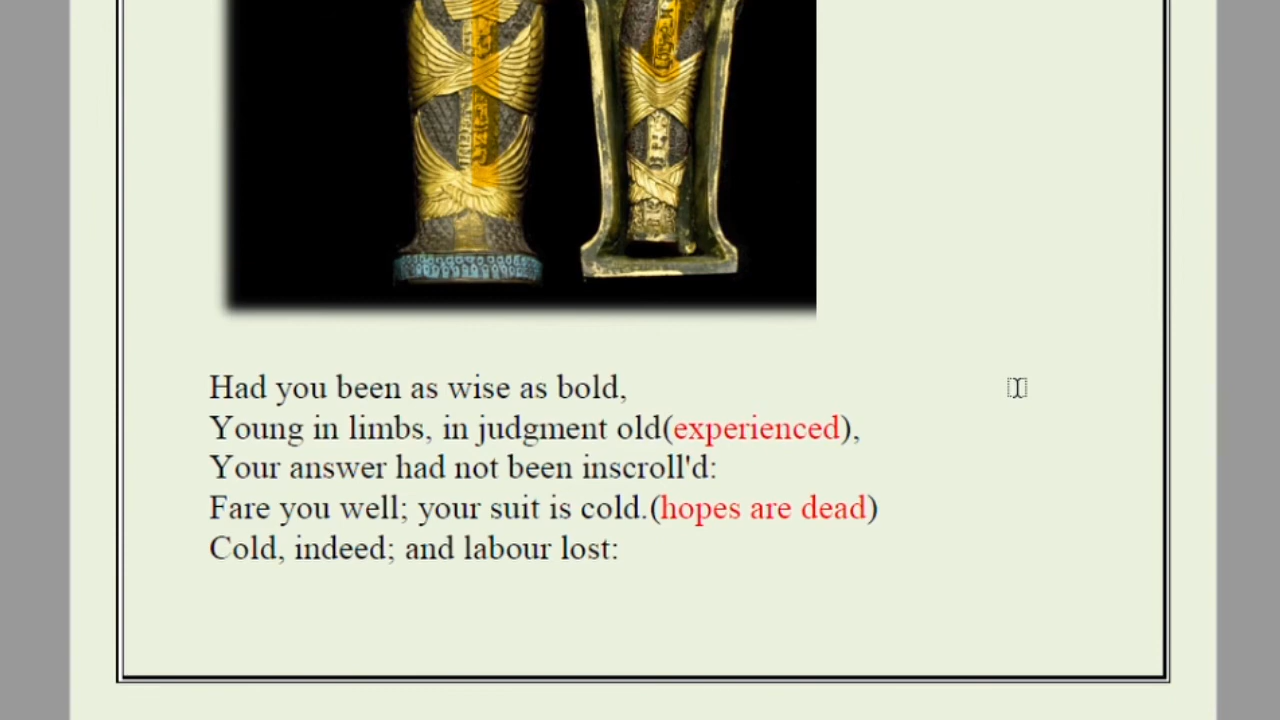 Had you been as wise as bold,
Young in limbs, in judgment old(experienced),
Your answer had not been inscroll'd:
Fare you well; your suit is cold.(hopes are dead)
Cold, indeed; and labour lost: